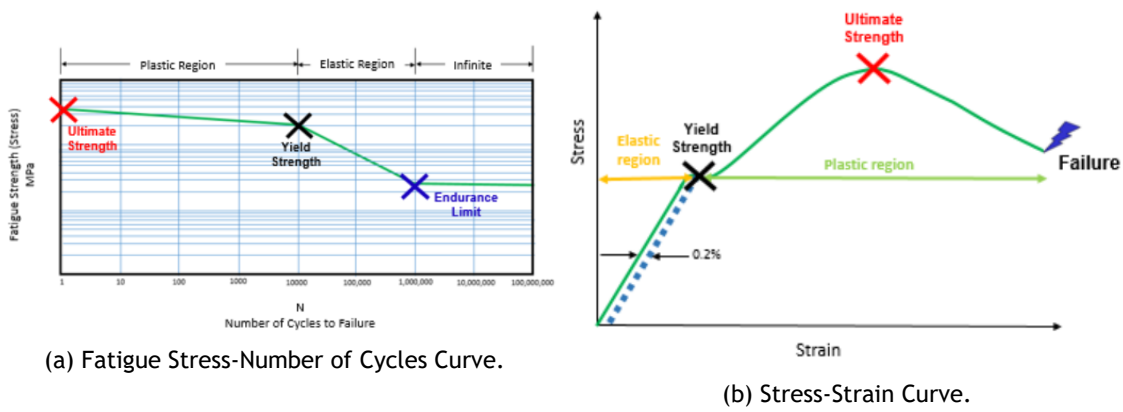 Plastic Region
Elastic Region
Infinite
Fatigue Strength (Stress)
MPa
Ultimate
Strength
Yield
Strength
Endurance
Limit
1
10
100
1000
10000
100,000
1,000,000
10,000,000
100,000,000
N
Number of Cycles to Failure
(a) Fatigue Stress-Number of Cycles Curve.
Ultimate
Strength
Stress
Elastic
region
Yield
Strength
Plastic region
Failure
0.2%
Strain
(b) Stress-Strain Curve.